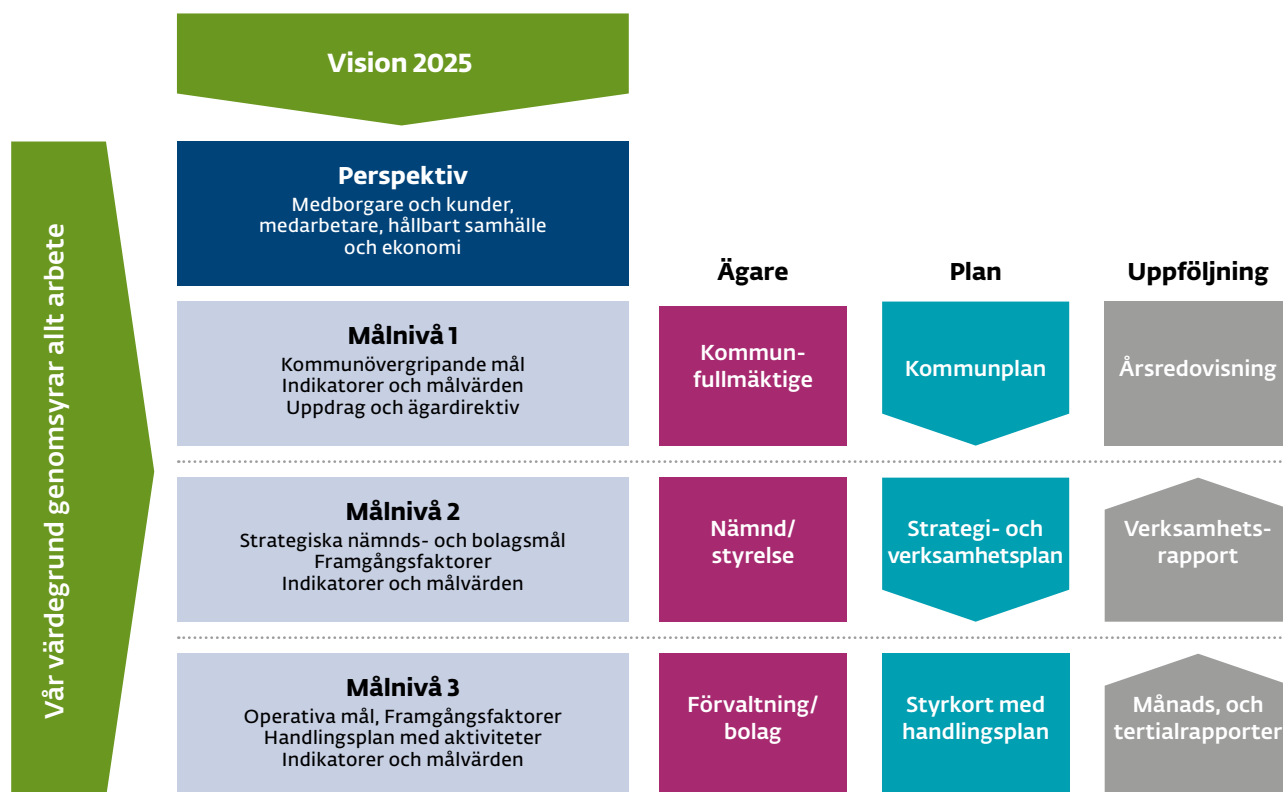 Vision 2025
Vår värdegrund genomsyrar allt arbete
Perspektiv
Medborgare och kunder,
medarbetare, hållbart samhälle
och ekonomi
Ägare
Plan
Uppföljning
Målnivå 1
Kommunövergripande mål
Indikatorer och målvärden
Uppdrag och ägardirektiv
Kommun-
fullmäktige
Kommunplan
Årsredovisning
Målnivå 2
Strategiska nämnds- och bolagsmål
Framgångsfaktorer
Indikatorer och målvärden
Nämnd/
styrelse
Strategi- och
verksamhetsplan
Verksamhets-
rapport
Målnivå 3
Operativa mål, Framgångsfaktorer
Handlingsplan med aktiviteter
Indikatorer och målvärden
Förvaltning/
bolag
Styrkort med
handlingsplan
Månads, och
tertialrapporter